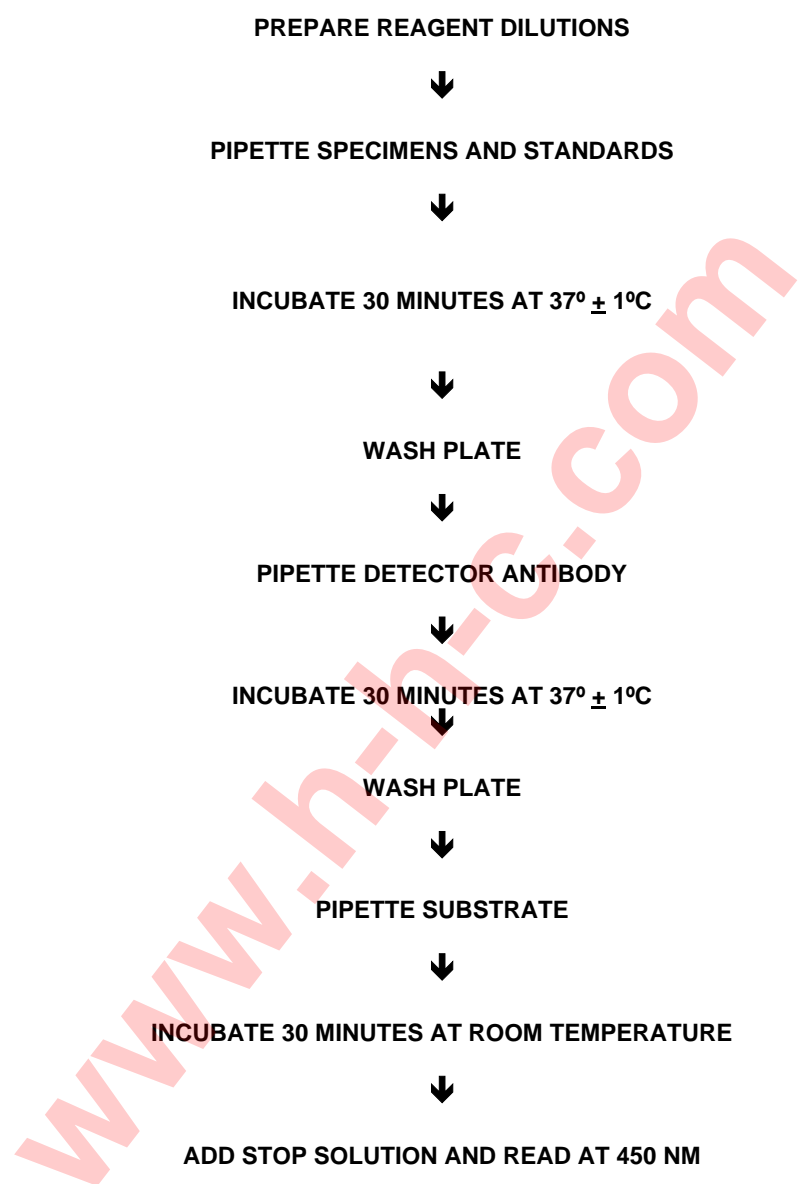 PREPARE REAGENT DILUTIONS
PIPETTE SPECIMENS AND STANDARDS
INCUBATE 30 MINUTES AT 37º ± 1ºC
WASH PLATE
PIPETTE DETECTOR ANTIBODY
INCUBATE 30 MINUTES AT 37º ± 1ºC
WASH PLATE
PIPETTE SUBSTRATE
INCUBATE 30 MINUTES AT ROOM TEMPERATURE
ADD STOP SOLUTION AND READ AT 450 NM
www.h-h-c.com